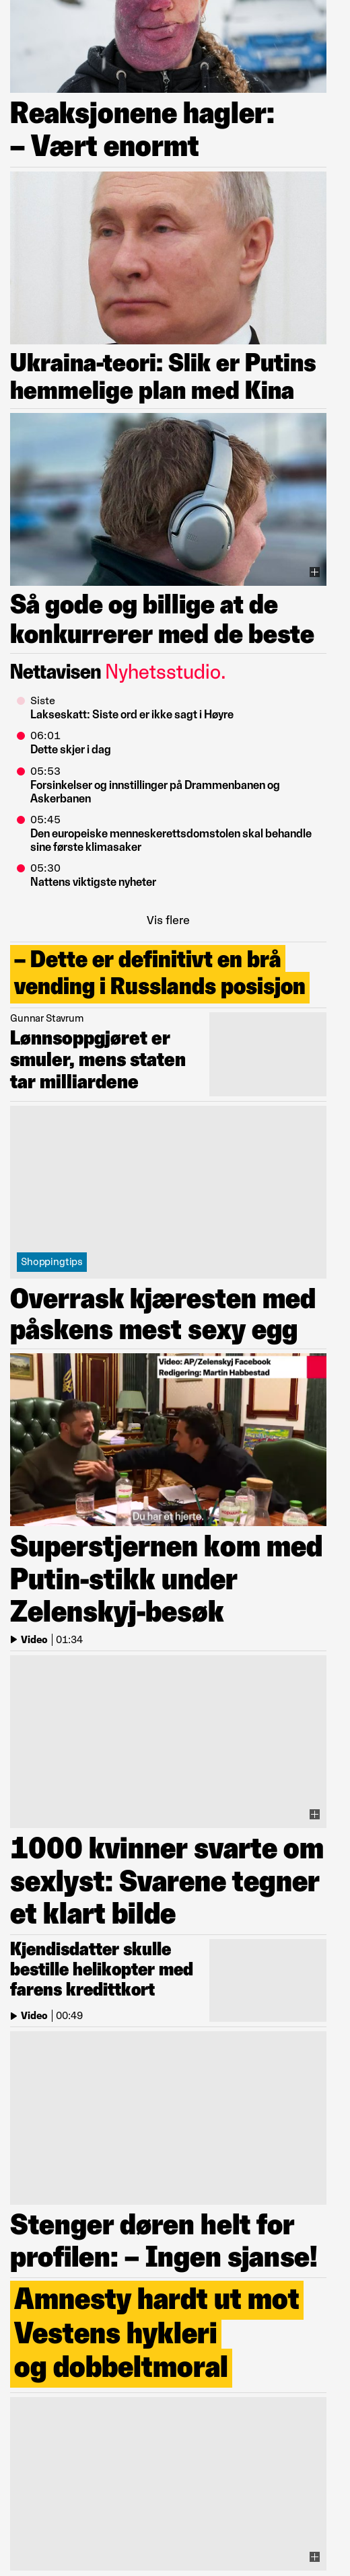 Reaksjonene hagler:
– Vært enormt
Ukraina-teori: Slik er Putins
hemmelige plan med Kina
Så gode og billige at de
konkurrerer med de beste
Nettavisen Nyhetsstudio.
Siste
Lakseskatt: Siste ord er ikke sagt i Høyre
06:01
Dette skjer i dag
05:53
Forsinkelser og innstillinger på Drammenbanen og
Askerbanen
05:45
Den europeiske menneskerettsdomstolen skal behandle
sine første klimasaker
05:30
Nattens viktigste nyheter
Vis flere
– Dette er definitivt en brå
vending i Russlands posisjon
Gunnar Stavrum
Lønnsoppgjøret er
smuler, mens staten
tar milliardene
Shoppingtips
Overrask kjæresten med
påskens mest sexy egg
Video: AP/Zelenskyj Facebook
Redigering: Martin Habbestad
Du har et hjerte.
Superstjernen kom med
Putin-stikk under
Zelenskyj-besøk
Video | 01:34
1000 kvinner svarte om
sexlyst: Svarene tegner
et klart bilde
Kjendisdatter skulle
bestille helikopter med
farens kredittkort
Video | 00:49
Stenger døren helt for
profilen: – Ingen sjanse!
Amnesty hardt ut mot
Vestens hykleri
og dobbeltmoral